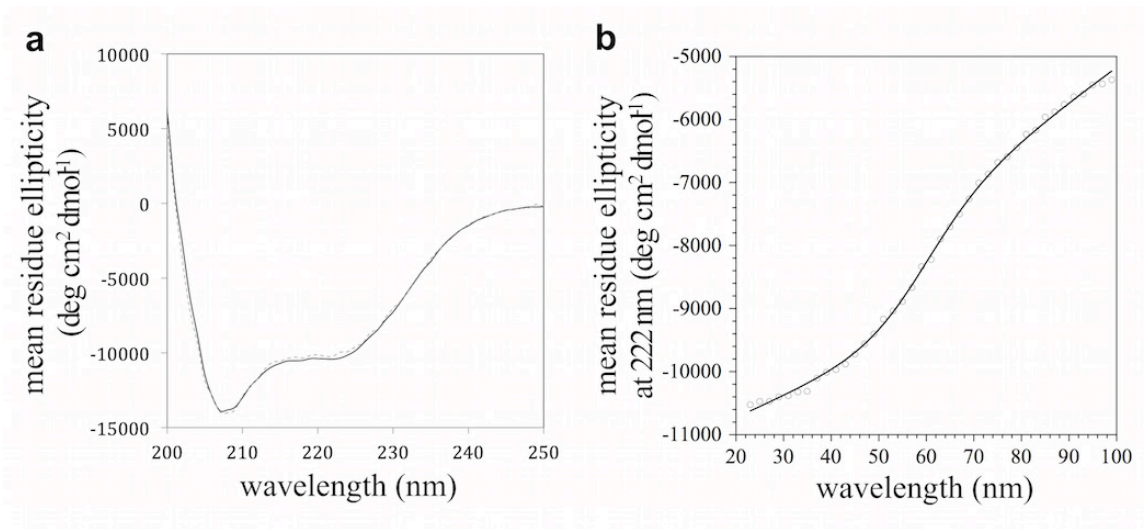 a
mean residue ellipticity
(deg cm² dmol⁻¹)
10000
5000
0
-5000
-10000
-15000
200 210 220 230 240 250
wavelength (nm)
b
mean residue ellipticity
at 222 nm (deg cm² dmol⁻¹)
-5000
-6000
-7000
-8000
-9000
-10000
-11000
20 30 40 50 60 70 80 90 100
wavelength (nm)